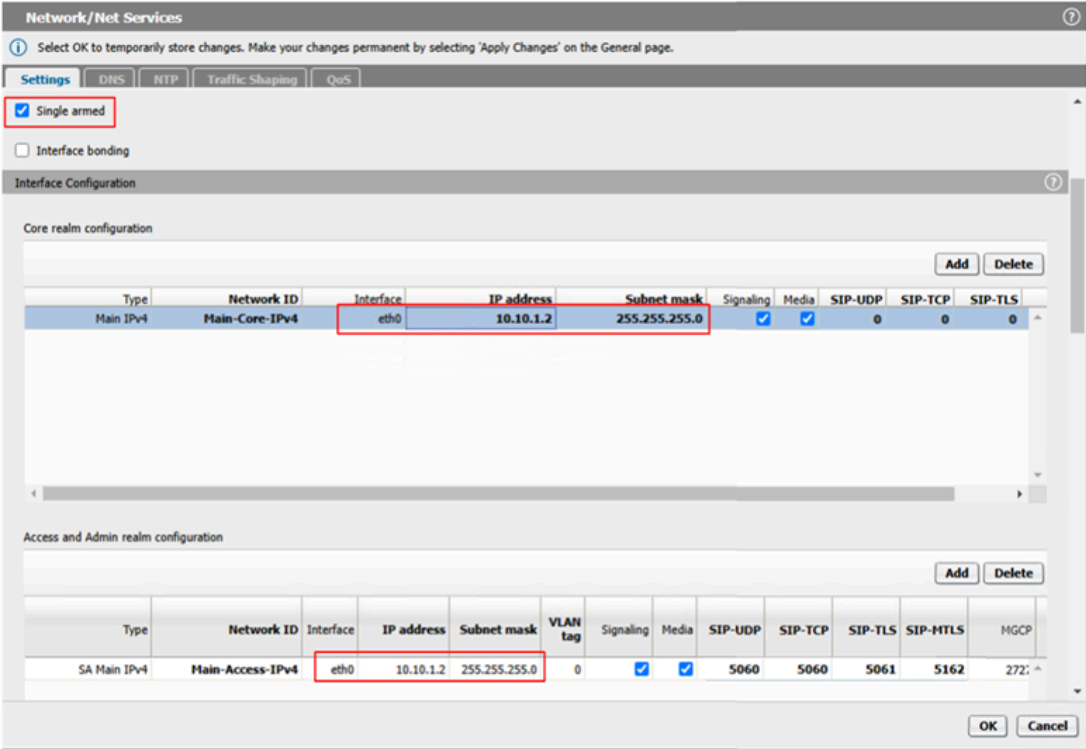 Network/Net Services
Select OK to temporarily store changes. Make your changes permanent by selecting 'Apply Changes' on the General page.
Settings DNS NTP Traffic Shaping QoS
Single armed
Interface bonding
Interface Configuration
Core realm configuration
Add Delete
Type Network ID Interface IP address Subnet mask Signaling Media SIP-UDP SIP-TCP SIP-TLS
Main IPv4 Main-Core-IPv4 eth0 10.10.1.2 255.255.255.0 0 0 0
Access and Admin realm configuration
Add Delete
Type Network ID Interface IP address Subnet mask VLAN tag Signaling Media SIP-UDP SIP-TCP SIP-TLS SIP-MTLS MGCP
SA Main IPv4 Main-Access-IPv4 eth0 10.10.1.2 255.255.255.0 0 5060 5060 5061 5162
OK Cancel